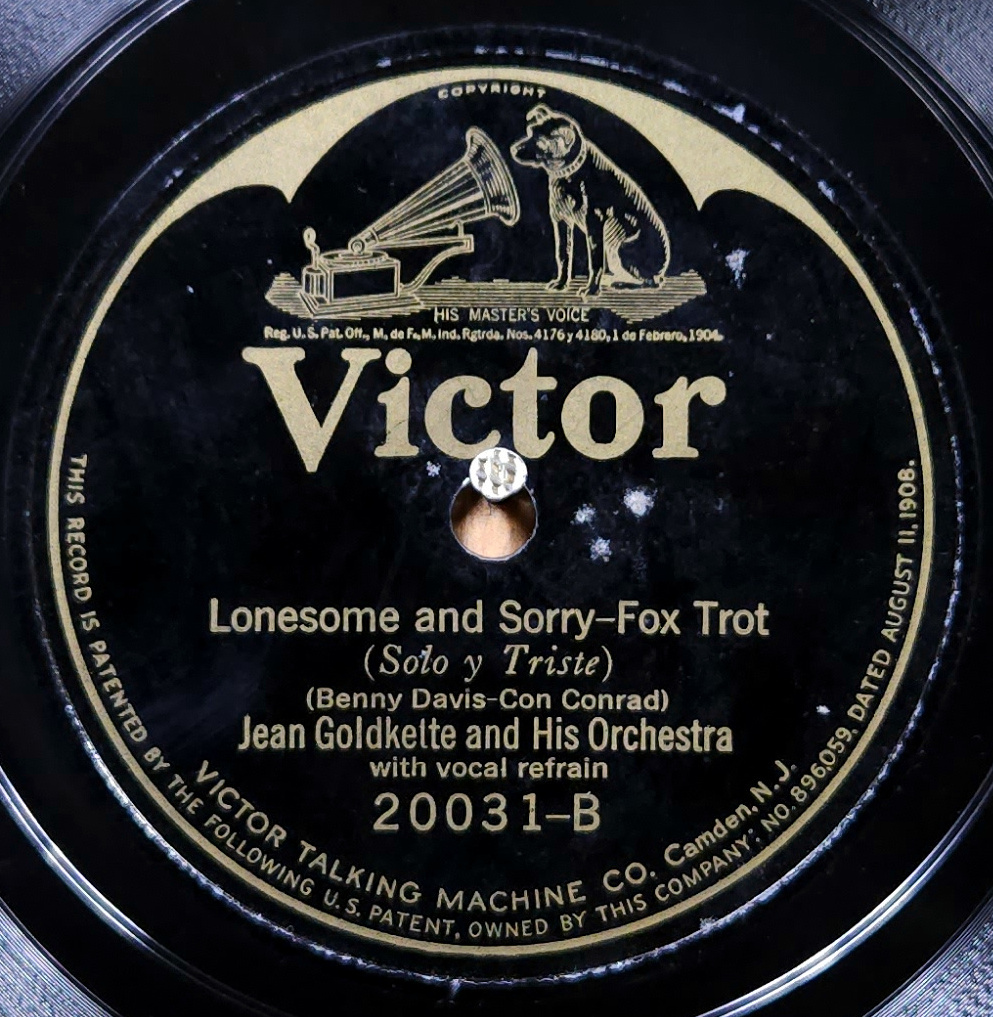 COPYRIGHT
HIS MASTER'S VOICE
Reg. U.S. Pat. Off., M. de F., M. Ind. Rgtrda. Nos. 4176 y 4180, 1 de Febrero, 1904.
Victor
Lonesome and Sorry–Fox Trot
(Solo y Triste)
(Benny Davis-Con Conrad)
Jean Goldkette and His Orchestra
with vocal refrain
20031–B
VICTOR TALKING MACHINE CO. Camden, N.J.
THIS RECORD IS PATENTED BY THE FOLLOWING U.S. PATENT, OWNED BY THIS COMPANY: NO. 896,059, DATED AUGUST 11, 1908.